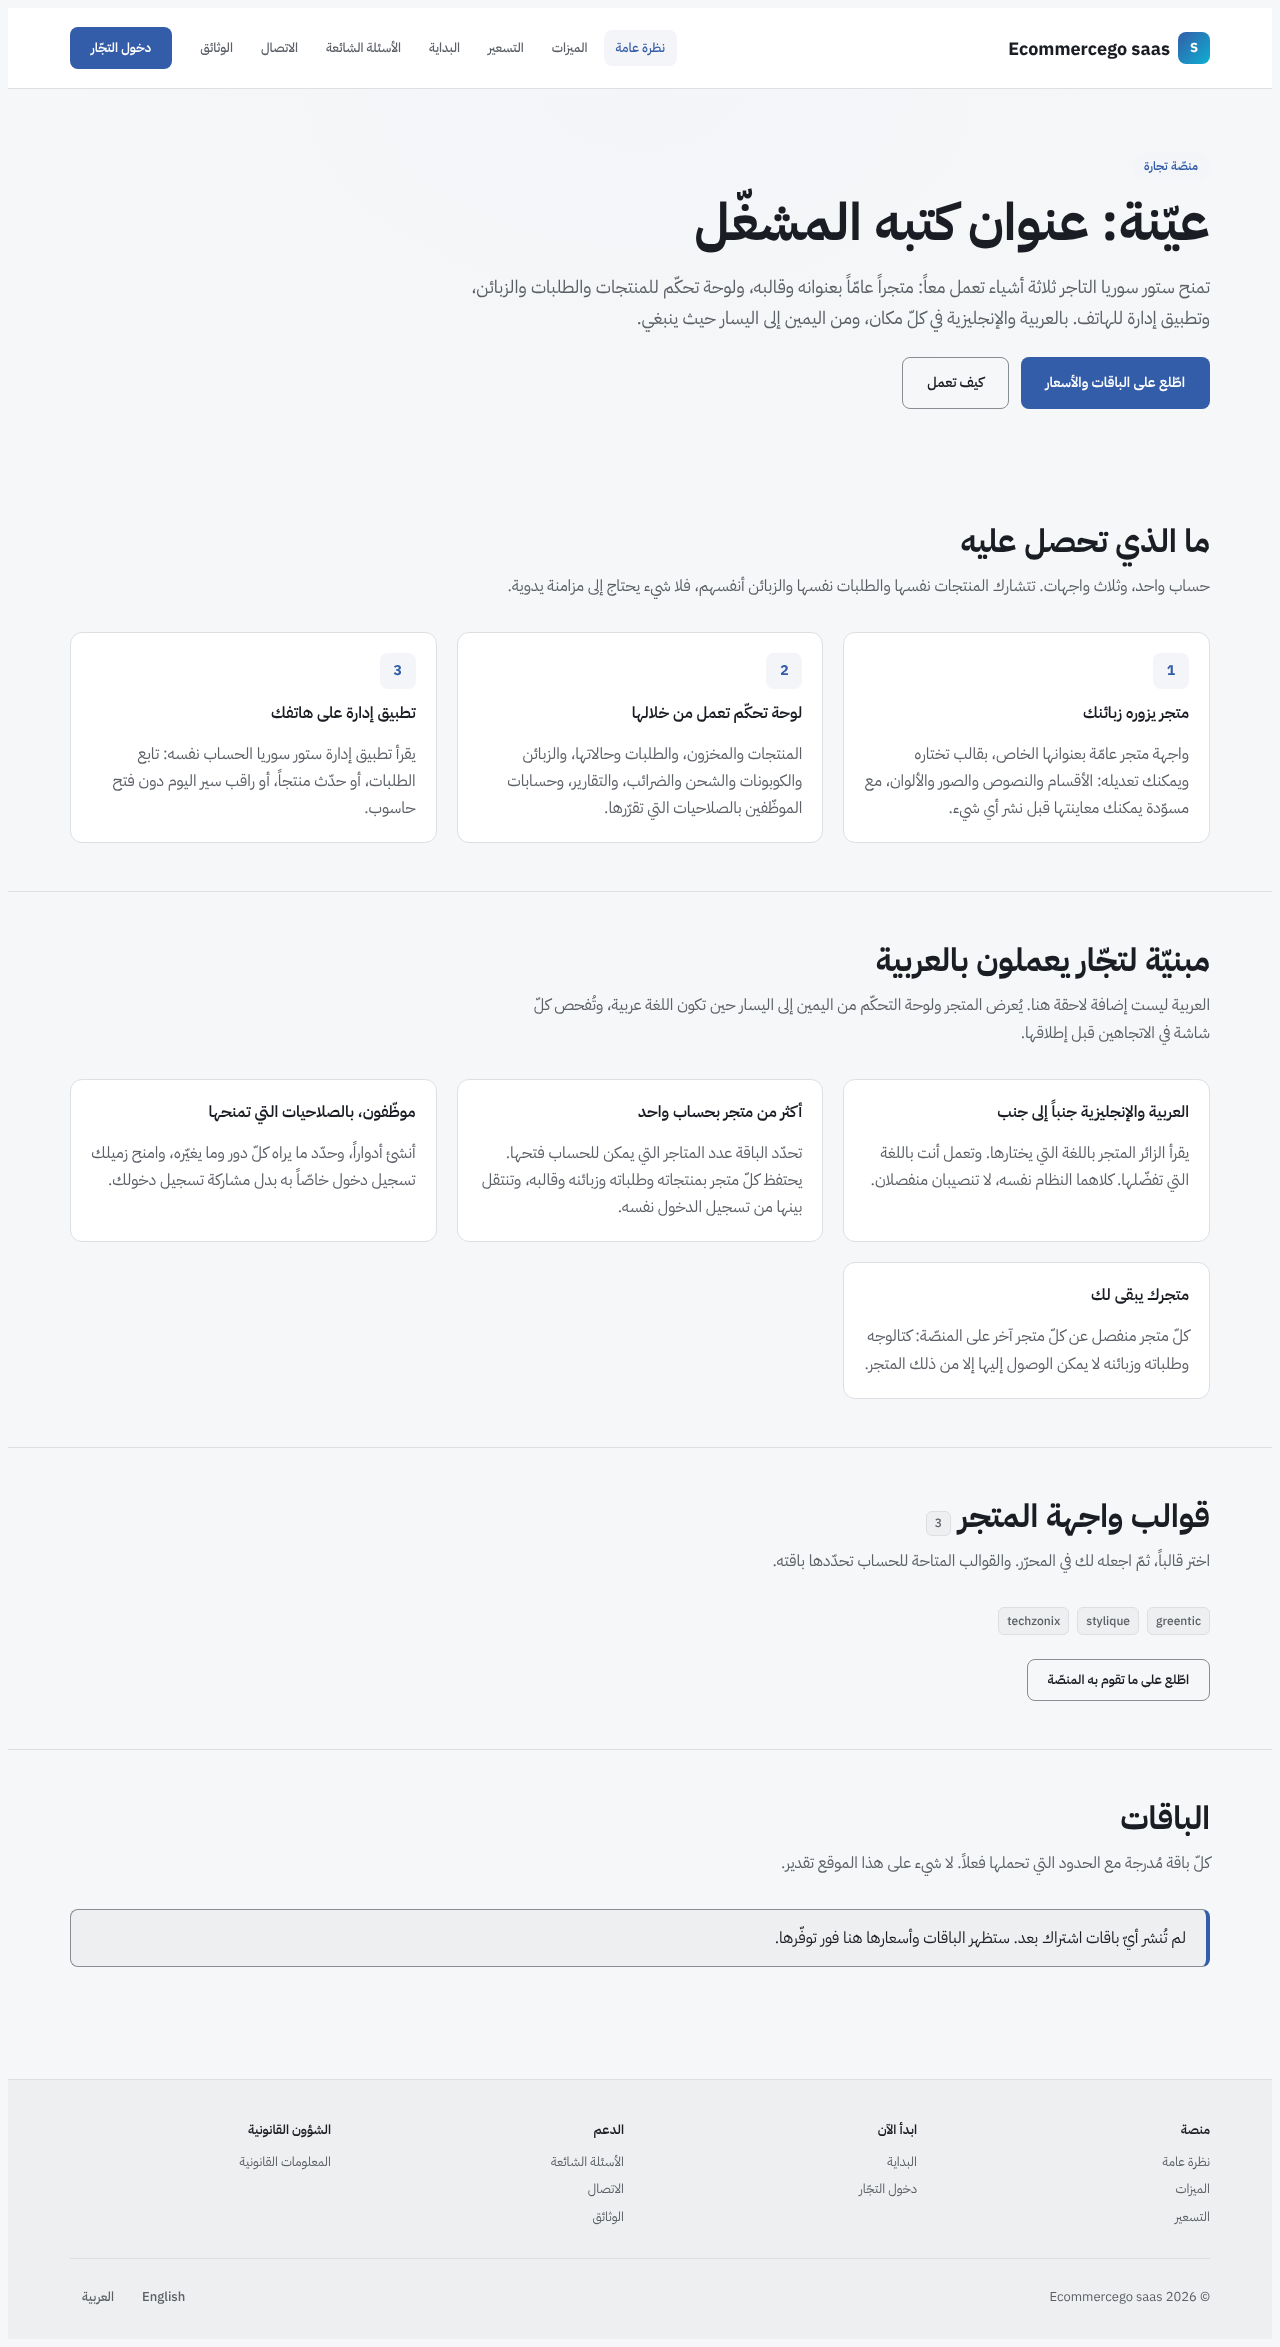 S
Ecommercego saas
نظرة عامة
الميزات
التسعير
البداية
الأسئلة الشائعة
الاتصال
الوثائق
دخول التجّار
منصّة تجارة
عيّنة: عنوان كتبه المشغّل
تمنح ستور سوريا التاجر ثلاثة أشياء تعمل معاً: متجراً عامّاً بعنوانه وقالبه، ولوحة تحكّم للمنتجات والطلبات والزبائن،
وتطبيق إدارة للهاتف. بالعربية والإنجليزية في كلّ مكان، ومن اليمين إلى اليسار حيث ينبغي.
اطّلع على الباقات والأسعار
كيف تعمل
ما الذي تحصل عليه
حساب واحد، وثلاث واجهات. تتشارك المنتجات نفسها والطلبات نفسها والزبائن أنفسهم، فلا شيء يحتاج إلى مزامنة يدوية.
1
متجر يزوره زبائنك
واجهة متجر عامّة بعنوانها الخاص، بقالب تختاره
ويمكنك تعديله: الأقسام والنصوص والصور والألوان، مع
مسوّدة يمكنك معاينتها قبل نشر أي شيء.
2
لوحة تحكّم تعمل من خلالها
المنتجات والمخزون، والطلبات وحالاتها، والزبائن
والكوبونات والشحن والضرائب، والتقارير، وحسابات
الموظّفين بالصلاحيات التي تقرّرها.
3
تطبيق إدارة على هاتفك
يقرأ تطبيق إدارة ستور سوريا الحساب نفسه: تابع
الطلبات، أو حدّث منتجاً، أو راقب سير اليوم دون فتح
حاسوب.
مبنيّة لتجّار يعملون بالعربية
العربية ليست إضافة لاحقة هنا. يُعرض المتجر ولوحة التحكّم من اليمين إلى اليسار حين تكون اللغة عربية، وتُفحص كلّ
شاشة في الاتجاهين قبل إطلاقها.
العربية والإنجليزية جنباً إلى جنب
يقرأ الزائر المتجر باللغة التي يختارها. وتعمل أنت باللغة
التي تفضّلها. كلاهما النظام نفسه، لا تنصيبان منفصلان.
أكثر من متجر بحساب واحد
تحدّد الباقة عدد المتاجر التي يمكن للحساب فتحها.
يحتفظ كلّ متجر بمنتجاته وطلباته وزبائنه وقالبه، وتنتقل
بينها من تسجيل الدخول نفسه.
موظّفون، بالصلاحيات التي تمنحها
أنشئ أدواراً، وحدّد ما يراه كلّ دور وما يغيّره، وامنح زميلك
تسجيل دخول خاصّاً به بدل مشاركة تسجيل دخولك.
متجرك يبقى لك
كلّ متجر منفصل عن كلّ متجر آخر على المنصّة: كتالوجه
وطلباته وزبائنه لا يمكن الوصول إليها إلا من ذلك المتجر.
قوالب واجهة المتجر 3
اختر قالباً، ثمّ اجعله لك في المحرّر. والقوالب المتاحة للحساب تحدّدها باقته.
greentic
stylique
techzonix
اطّلع على ما تقوم به المنصّة
الباقات
كلّ باقة مُدرجة مع الحدود التي تحملها فعلاً. لا شيء على هذا الموقع تقدير.
لم تُنشر أيّ باقات اشتراك بعد. ستظهر الباقات وأسعارها هنا فور توفّرها.
منصة
نظرة عامة
الميزات
التسعير
ابدأ الآن
البداية
دخول التجّار
الدعم
الأسئلة الشائعة
الاتصال
الوثائق
الشؤون القانونية
المعلومات القانونية
© 2026 Ecommercego saas
English
العربية